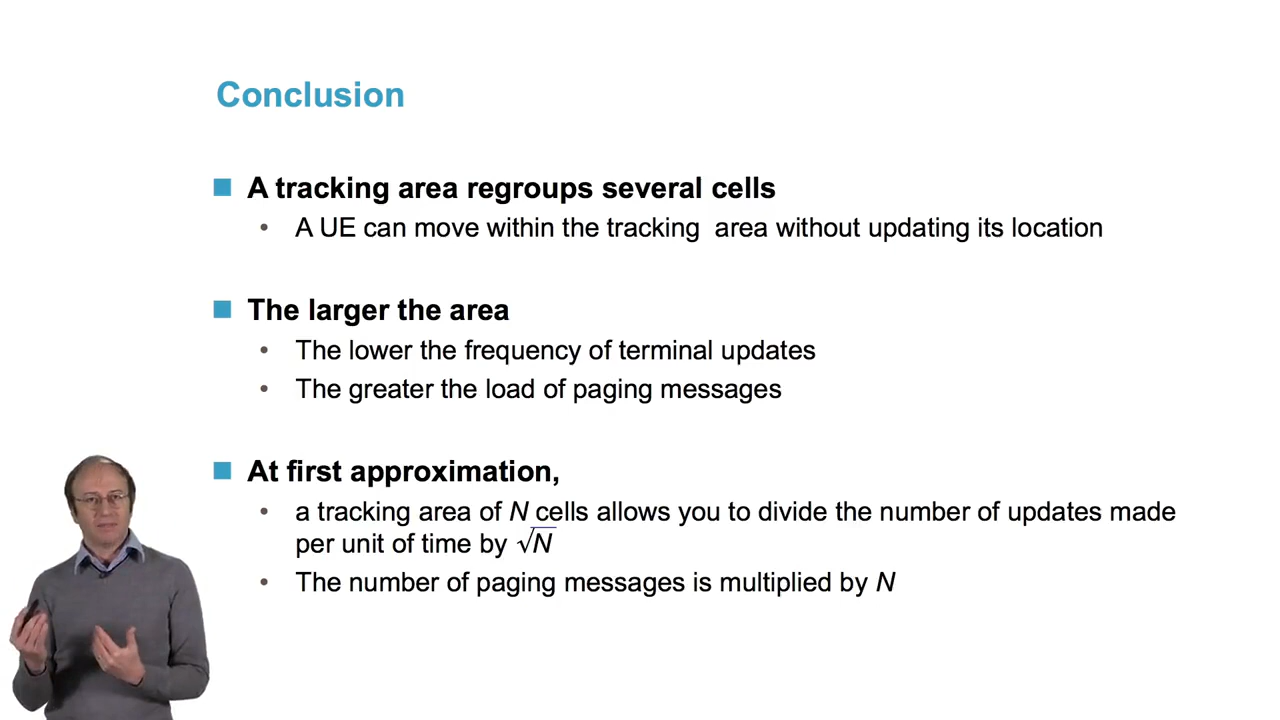 Conclusion
A tracking area regroups several cells
• A UE can move within the tracking area without updating its location
The larger the area
• The lower the frequency of terminal updates
• The greater the load of paging messages
At first approximation,
• a tracking area of N cells allows you to divide the number of updates made
per unit of time by √N
• The number of paging messages is multiplied by N